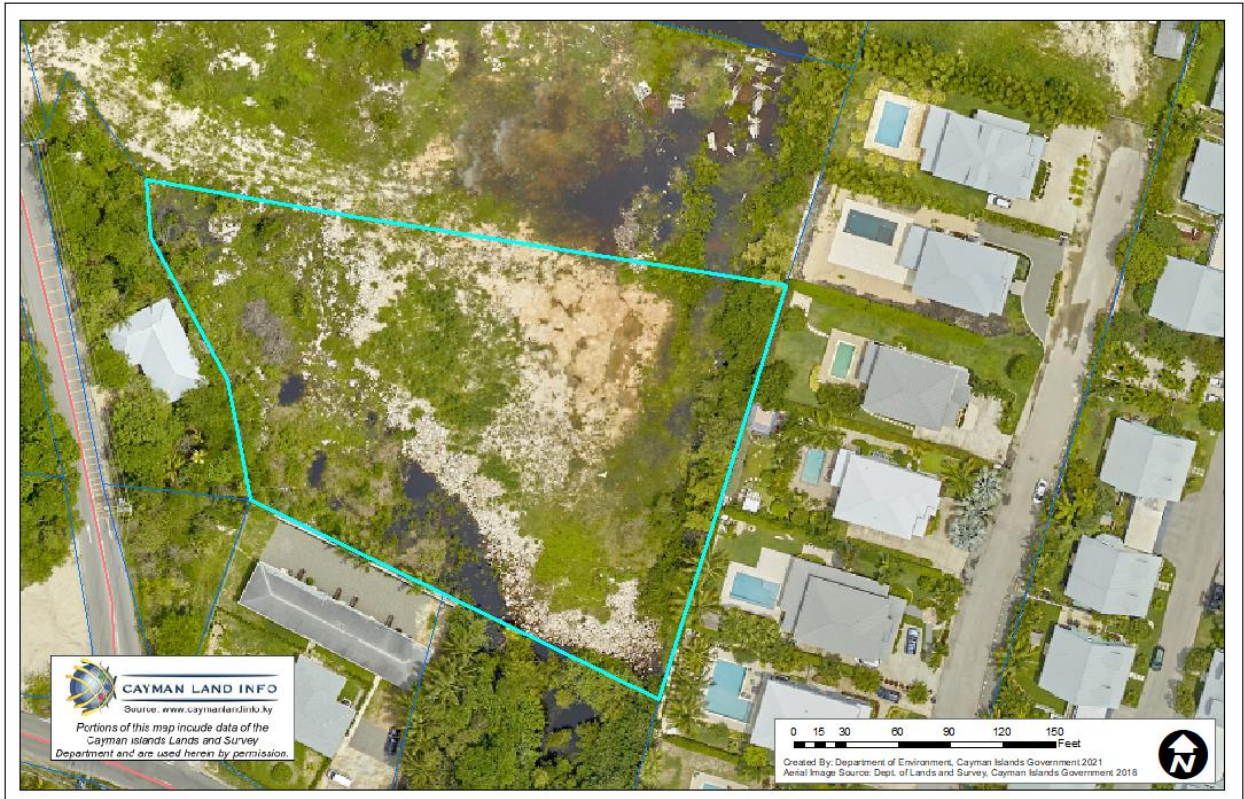 CAYMAN LAND INFO
Source: www.caymanlandinfo.ky
Portions of this map include data of the
Cayman Islands Lands and Survey
Department and are used herein by permission.
0 15 30 60 90 120 150
Feet
Created By: Department of Environment, Cayman Islands Government 2021
Aerial Image Source: Dept. of Lands and Survey, Cayman Islands Government 2018
N